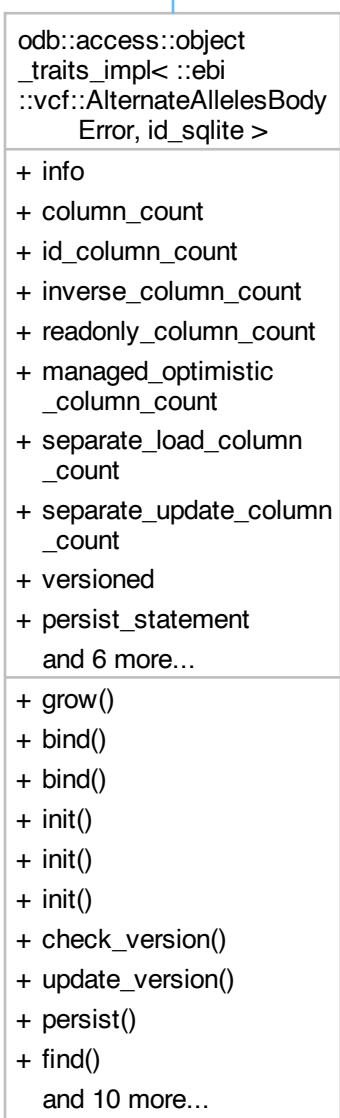 odb::access::object
_traits_impl< ::ebi
::vcf::AlternateAllelesBody
Error, id_sqlite >
+ info
+ column_count
+ id_column_count
+ inverse_column_count
+ readonly_column_count
+ managed_optimistic
_column_count
+ separate_load_column
_count
+ separate_update_column
_count
+ versioned
+ persist_statement
and 6 more...
+ grow()
+ bind()
+ bind()
+ init()
+ init()
+ init()
+ check_version()
+ update_version()
+ persist()
+ find()
and 10 more...